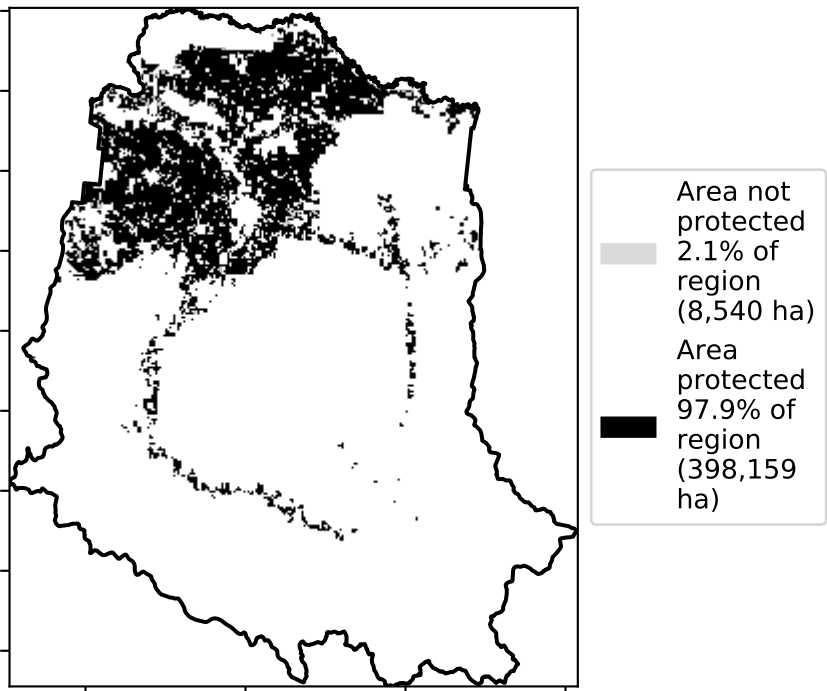 Area not
protected
2.1% of
region
(8,540 ha)
Area
protected
97.9% of
region
(398,159
ha)